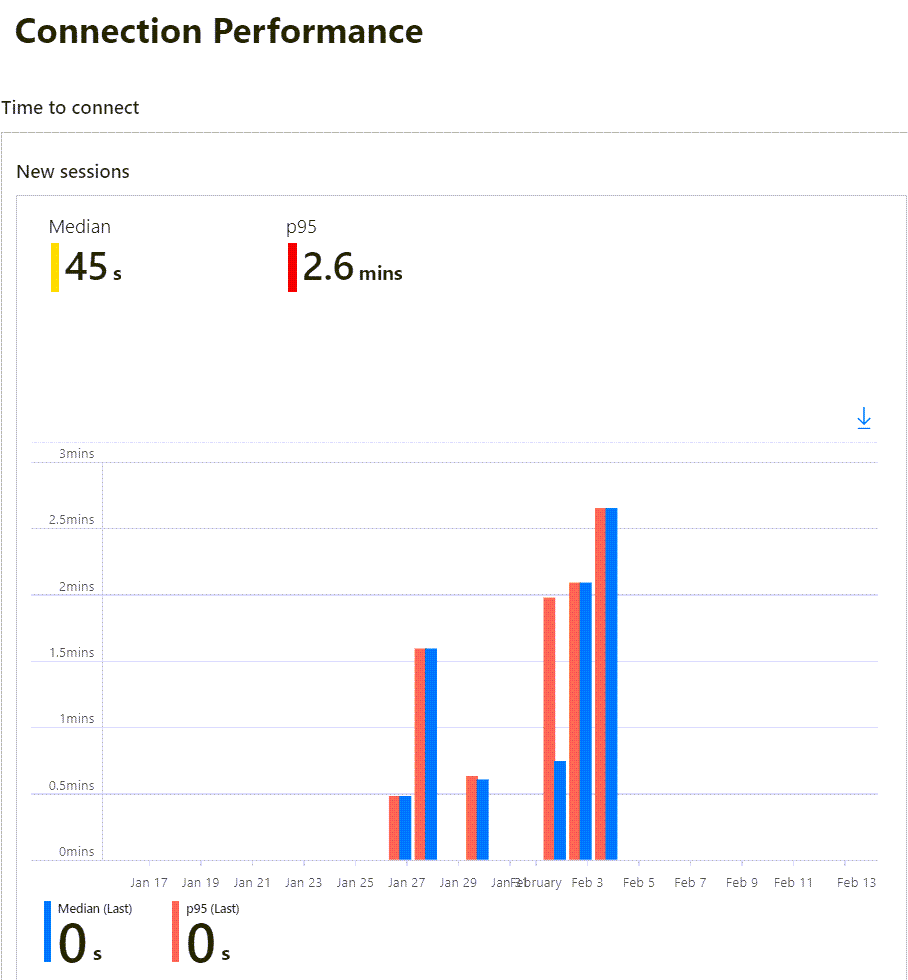 Connection Performance
Time to connect
New sessions
Median p95
45 s 2.6 mins
3mins
2.5mins
2mins
1.5mins
1mins
0.5mins
0mins
Jan 17 Jan 19 Jan 21 Jan 23 Jan 25 Jan 27 Jan 29 Jan 31 February Feb 3 Feb 5 Feb 7 Feb 9 Feb 11 Feb 13
Median (Last) p95 (Last)
0 s 0 s